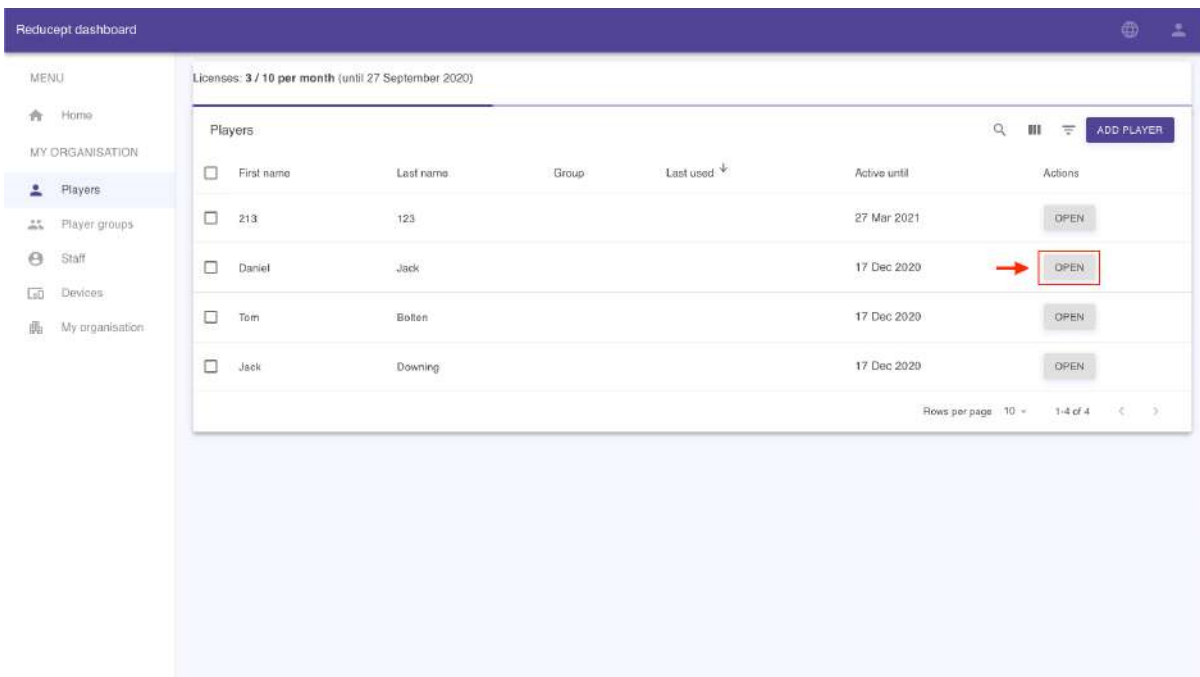 Reducept dashboard
MENU
Home
MY ORGANISATION
Players
Player groups
Staff
Devices
My organisation
Licenses: 3 / 10 per month (until 27 September 2020)
Players
ADD PLAYER
First name Last name Group Last used Active until Actions
213 123 27 Mar 2021 OPEN
Daniel Jack 17 Dec 2020 OPEN
Tom Bolten 17 Dec 2020 OPEN
Jack Downing 17 Dec 2020 OPEN
Rows per page 10 1-4 of 4